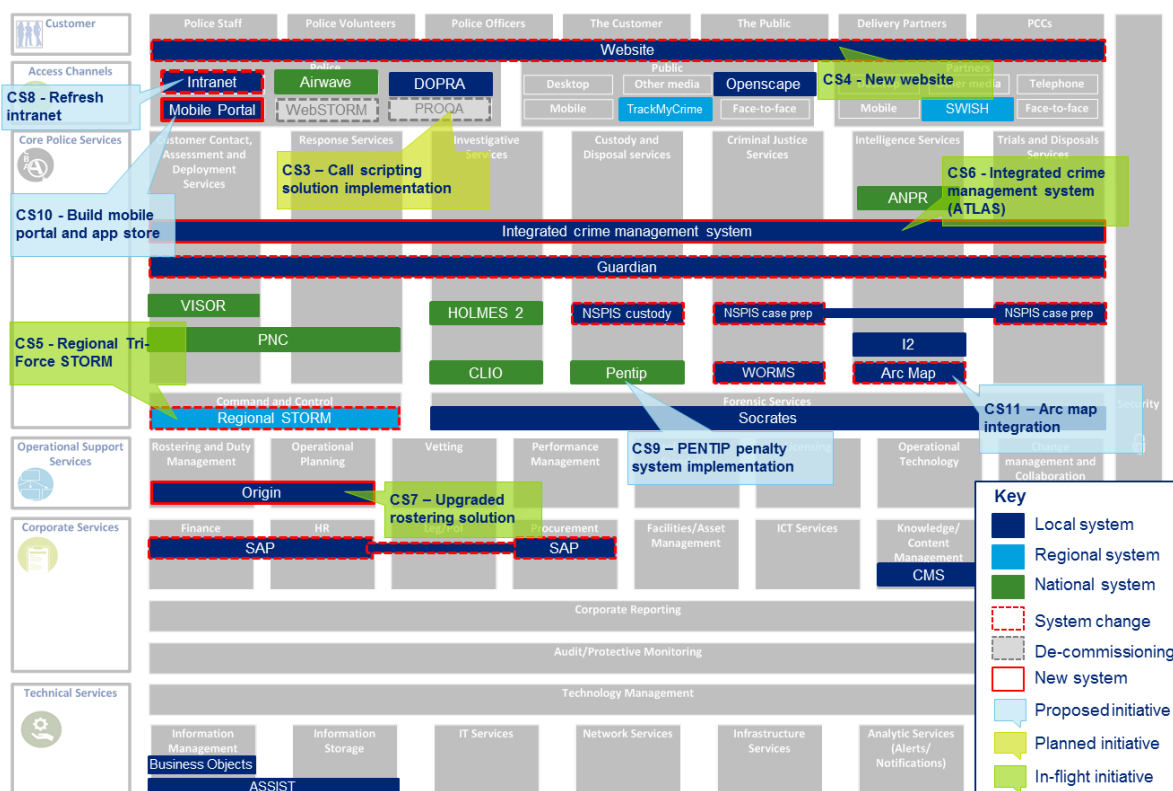 Customer
Police Staff
Police Volunteers
Police Officers
The Customer
The Public
Delivery Partners
PCCs
Website
Access Channels
Police
Public
Partners
Intranet
Airwave
DOPRA
Desktop
Other media
Openscape
Telephone
Mobile Portal
WebSTORM
PROQA
Mobile
TrackMyCrime
Face-to-face
Mobile
SWISH
Face-to-face
CS8 - Refresh
intranet
CS4 – New website
Core Police Services
Customer Contact,
Assessment and
Deployment
Services
Response Services
Investigative
Services
Custody and
Disposal services
Criminal Justice
Services
Intelligence Services
Trials and Disposals
Services
CS3 – Call scripting
solution implementation
CS6 - Integrated crime
management system
(ATLAS)
ANPR
CS10 - Build mobile
portal and app store
Integrated crime management system
Guardian
VISOR
HOLMES 2
NSPIS custody
NSPIS case prep
NSPIS case prep
PNC
I2
CS5 - Regional Tri-
Force STORM
CLIO
Pentip
WORMS
Arc Map
Command and Control
Forensic Services
Regional STORM
Socrates
Security
CS11 – Arc map
integration
CS9 – PENTIP penalty
system implementation
Operational Support
Services
Rostering and Duty
Management
Operational
Planning
Vetting
Performance
Management
Operational
Technology
Change
management and
Collaboration
Origin
CS7 – Upgraded
rostering solution
Corporate Services
Finance
HR
Procurement
Facilities/Asset
Management
ICT Services
Knowledge/
Content
Management
SAP
SAP
CMS
Corporate Reporting
Audit/Protective Monitoring
Technical Services
Technology Management
Information
Management
Information
Storage
IT Services
Network Services
Infrastructure
Services
Analytic Services
(Alerts/
Notifications)
Business Objects
ASSIST
Key
Local system
Regional system
National system
System change
De-commissioning
New system
Proposed initiative
Planned initiative
In-flight initiative